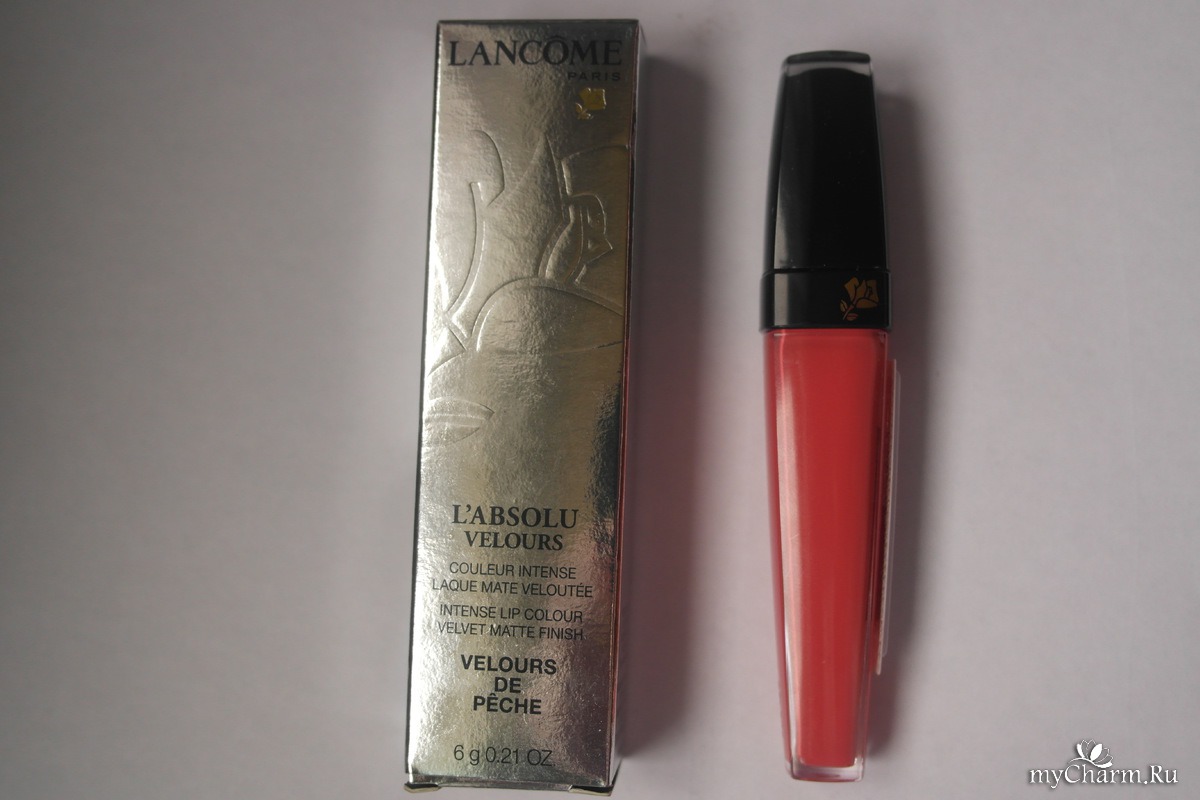 LANCÔME
PARIS
L'ABSOLU
VELOURS
COULEUR INTENSE
LAQUE MATE VELOUTÉE
INTENSE LIP COLOUR
VELVET MATTE FINISH
VELOURS
DE
PÊCHE
6 g 0.21 OZ
myCharm.Ru